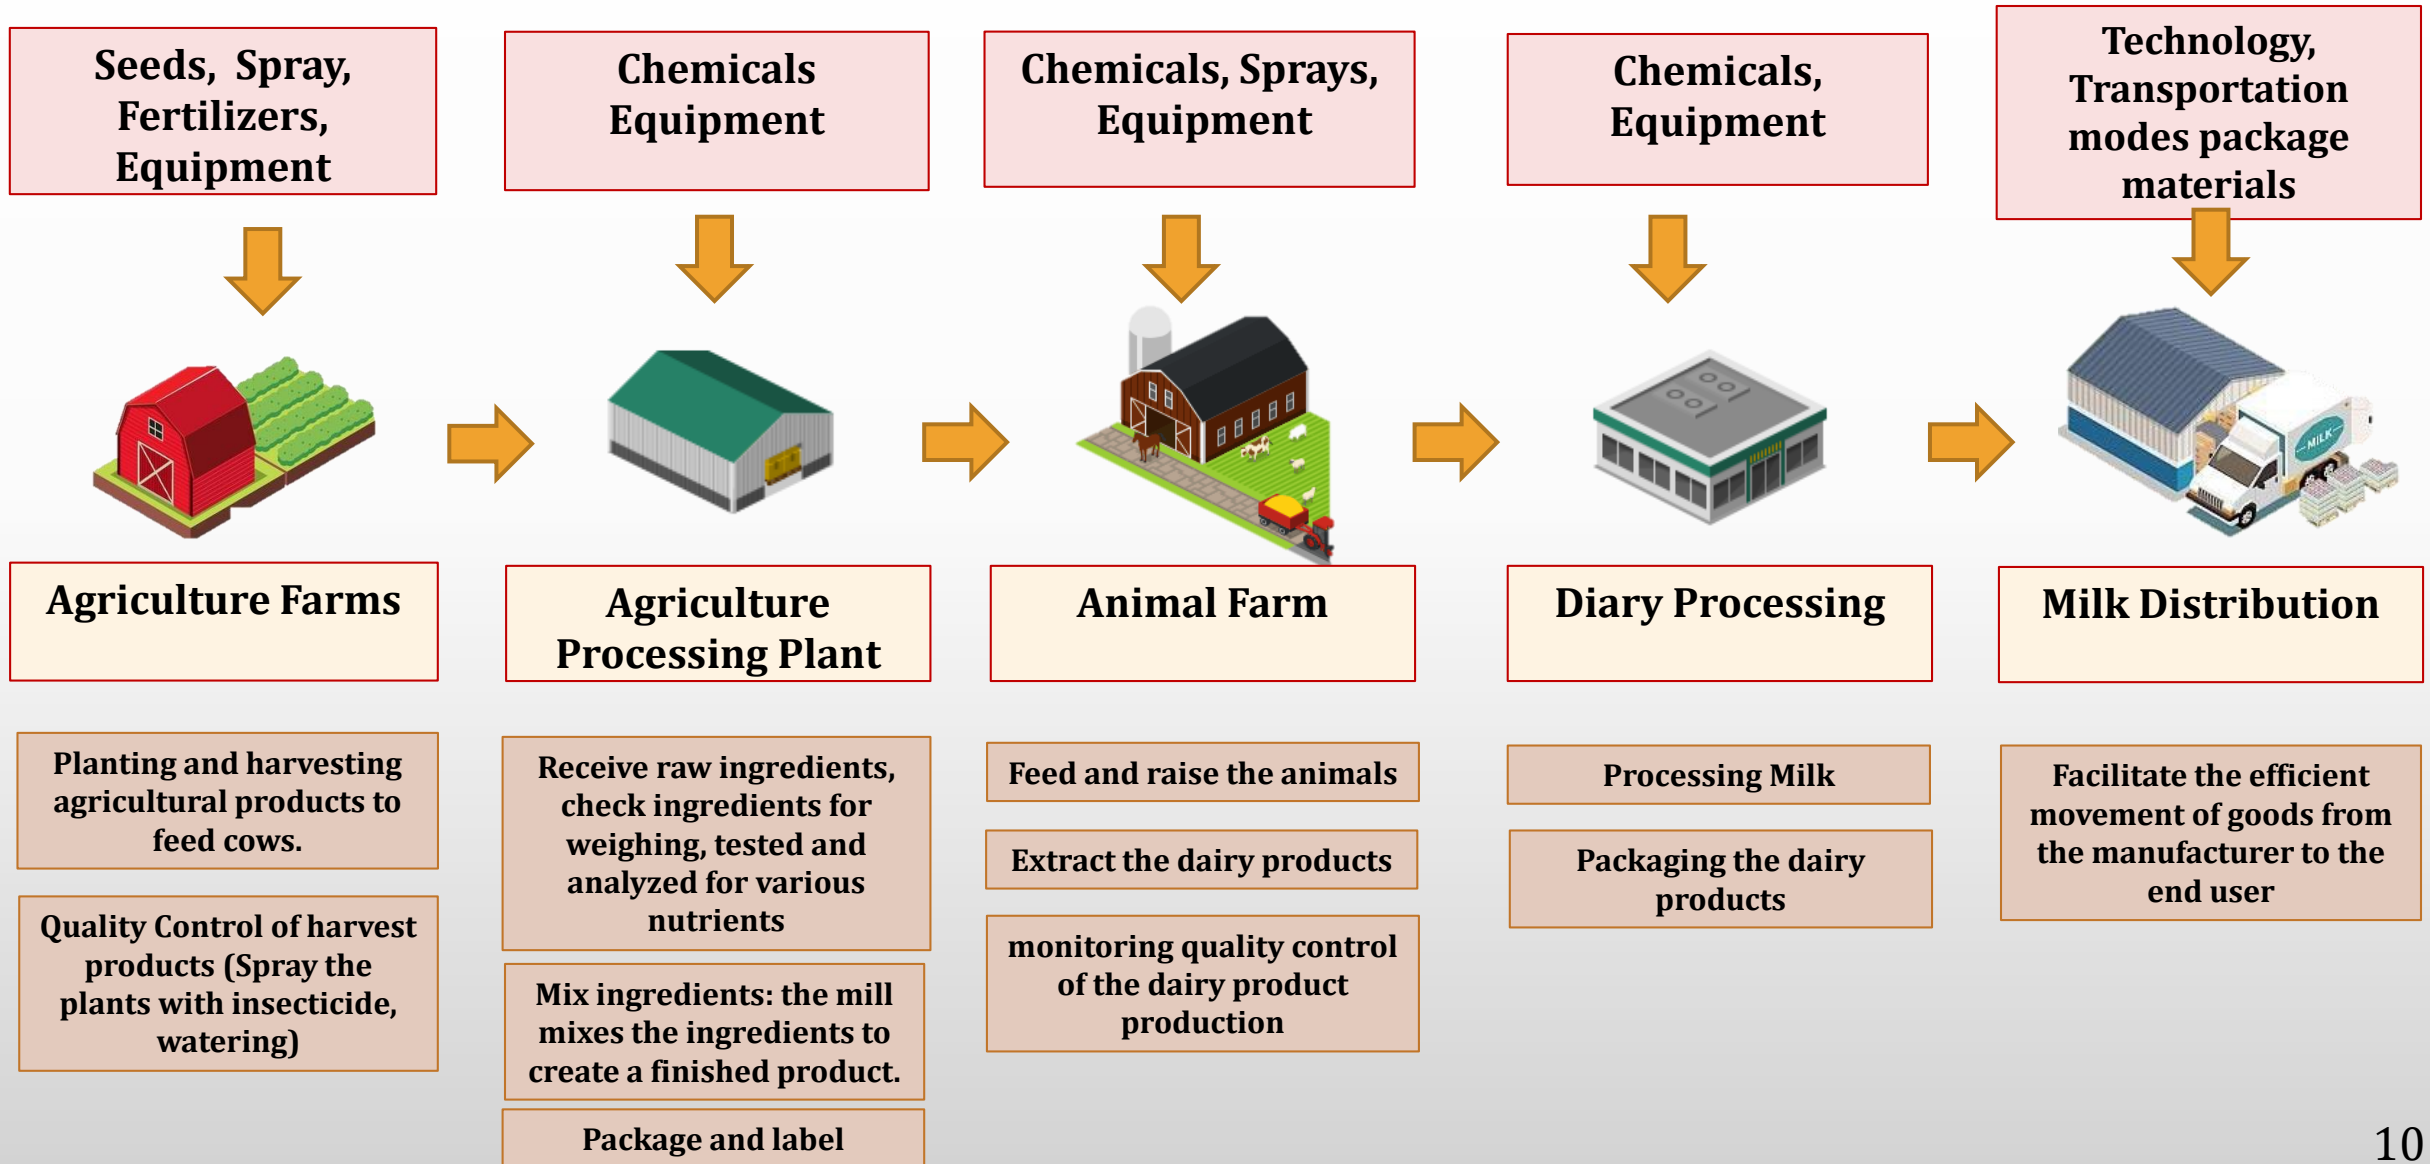 Seeds, Spray,
Fertilizers,
Equipment
Chemicals
Equipment
Chemicals, Sprays,
Equipment
Chemicals,
Equipment
Technology,
Transportation
modes package
materials
MILK
Agriculture Farms
Agriculture
Processing Plant
Animal Farm
Diary Processing
Milk Distribution
Planting and harvesting
agricultural products to
feed cows.
Quality Control of harvest
products (Spray the
plants with insecticide,
watering)
Receive raw ingredients,
check ingredients for
weighing, tested and
analyzed for various
nutrients
Mix ingredients: the mill
mixes the ingredients to
create a finished product.
Package and label
Feed and raise the animals
Extract the dairy products
monitoring quality control
of the dairy product
production
Processing Milk
Packaging the dairy
products
Facilitate the efficient
movement of goods from
the manufacturer to the
end user
10